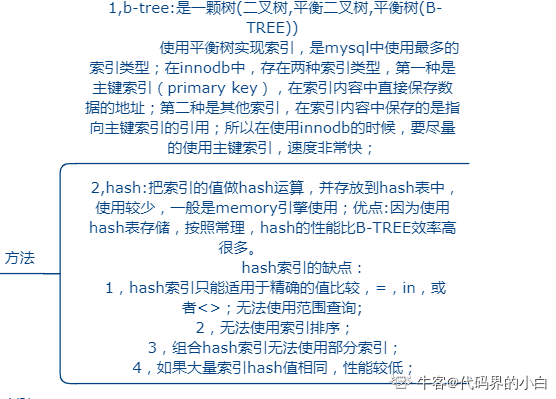 1,b-tree:是一颗树(二叉树,平衡二叉树,平衡树(B-
TREE))
使用平衡树实现索引，是mysql中使用最多的
索引类型；在innodb中，存在两种索引类型，第一种是
主键索引（primary key），在索引内容中直接保存数
据的地址；第二种是其他索引，在索引内容中保存的是指
向主键索引的引用；所以在使用innodb的时候，要尽量
的使用主键索引，速度非常快；
2,hash:把索引的值做hash运算，并存放到hash表中，
使用较少，一般是memory引擎使用；优点:因为使用
hash表存储，按照常理，hash的性能比B-TREE效率高
很多。
hash索引的缺点：
1，hash索引只能适用于精确的值比较，=，in，或
者<>；无法使用范围查询;
2，无法使用索引排序；
3，组合hash索引无法使用部分索引；
4，如果大量索引hash值相同，性能较低；
方法
牛客@代码界的小白